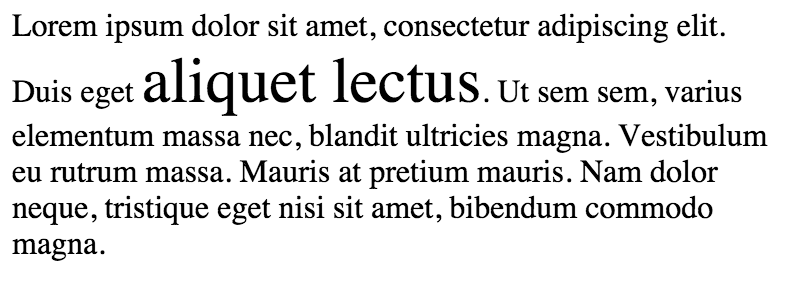 Lorem ipsum dolor sit amet, consectetur adipiscing elit.
Duis eget aliquet lectus. Ut sem sem, varius
elementum massa nec, blandit ultricies magna. Vestibulum
eu rutrum massa. Mauris at pretium mauris. Nam dolor
neque, tristique eget nisi sit amet, bibendum commodo
magna.